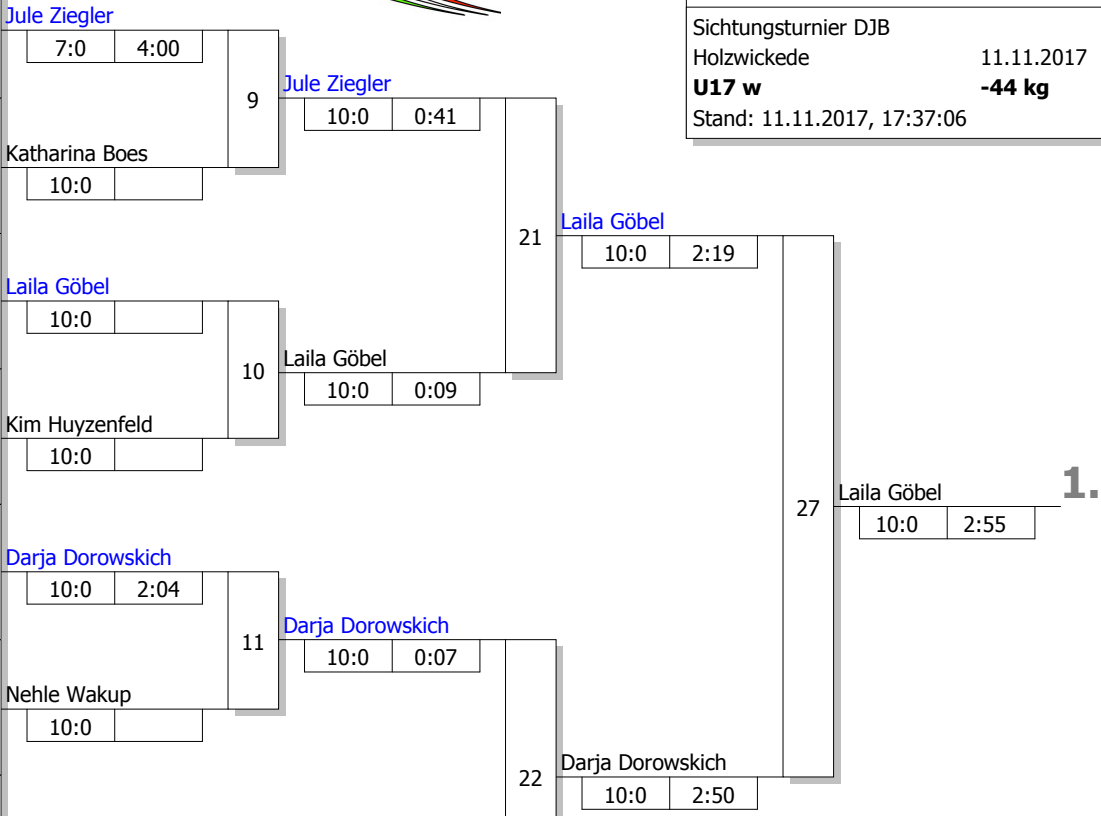 Jule Ziegler
7:0 4:00
9
Katharina Boes
10:0
Laila Göbel
10:0
10
Kim Huyzenfeld
10:0
Darja Dorowskich
10:0 2:04
11
Nehle Wakup
10:0
Jule Ziegler
10:0 0:41
21
Laila Göbel
10:0 0:09
Darja Dorowskich
10:0 0:07
22
Laila Göbel
10:0 2:19
27
Darja Dorowskich
10:0 2:50
Laila Göbel 1.
10:0 2:55
Sichtungsturnier DJB
Holzwickede 11.11.2017
U17 w -44 kg
Stand: 11.11.2017, 17:37:06